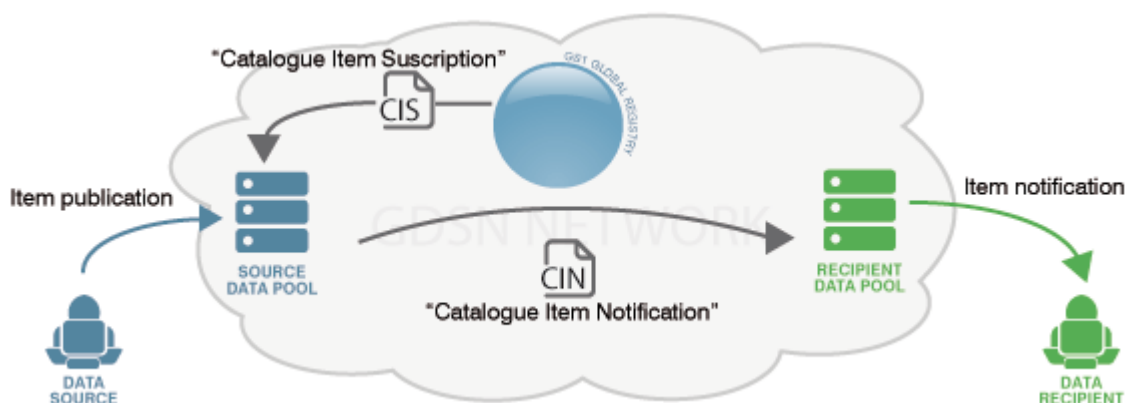 “Catalogue Item Suscription”
GS1 GLOBAL REGISTRY
CIS
Item publication
Item notification
GDSN NETWORK
SOURCE
DATA POOL
RECIPIENT
DATA POOL
CIN
“Catalogue Item Notification”
DATA
SOURCE
DATA
RECIPIENT